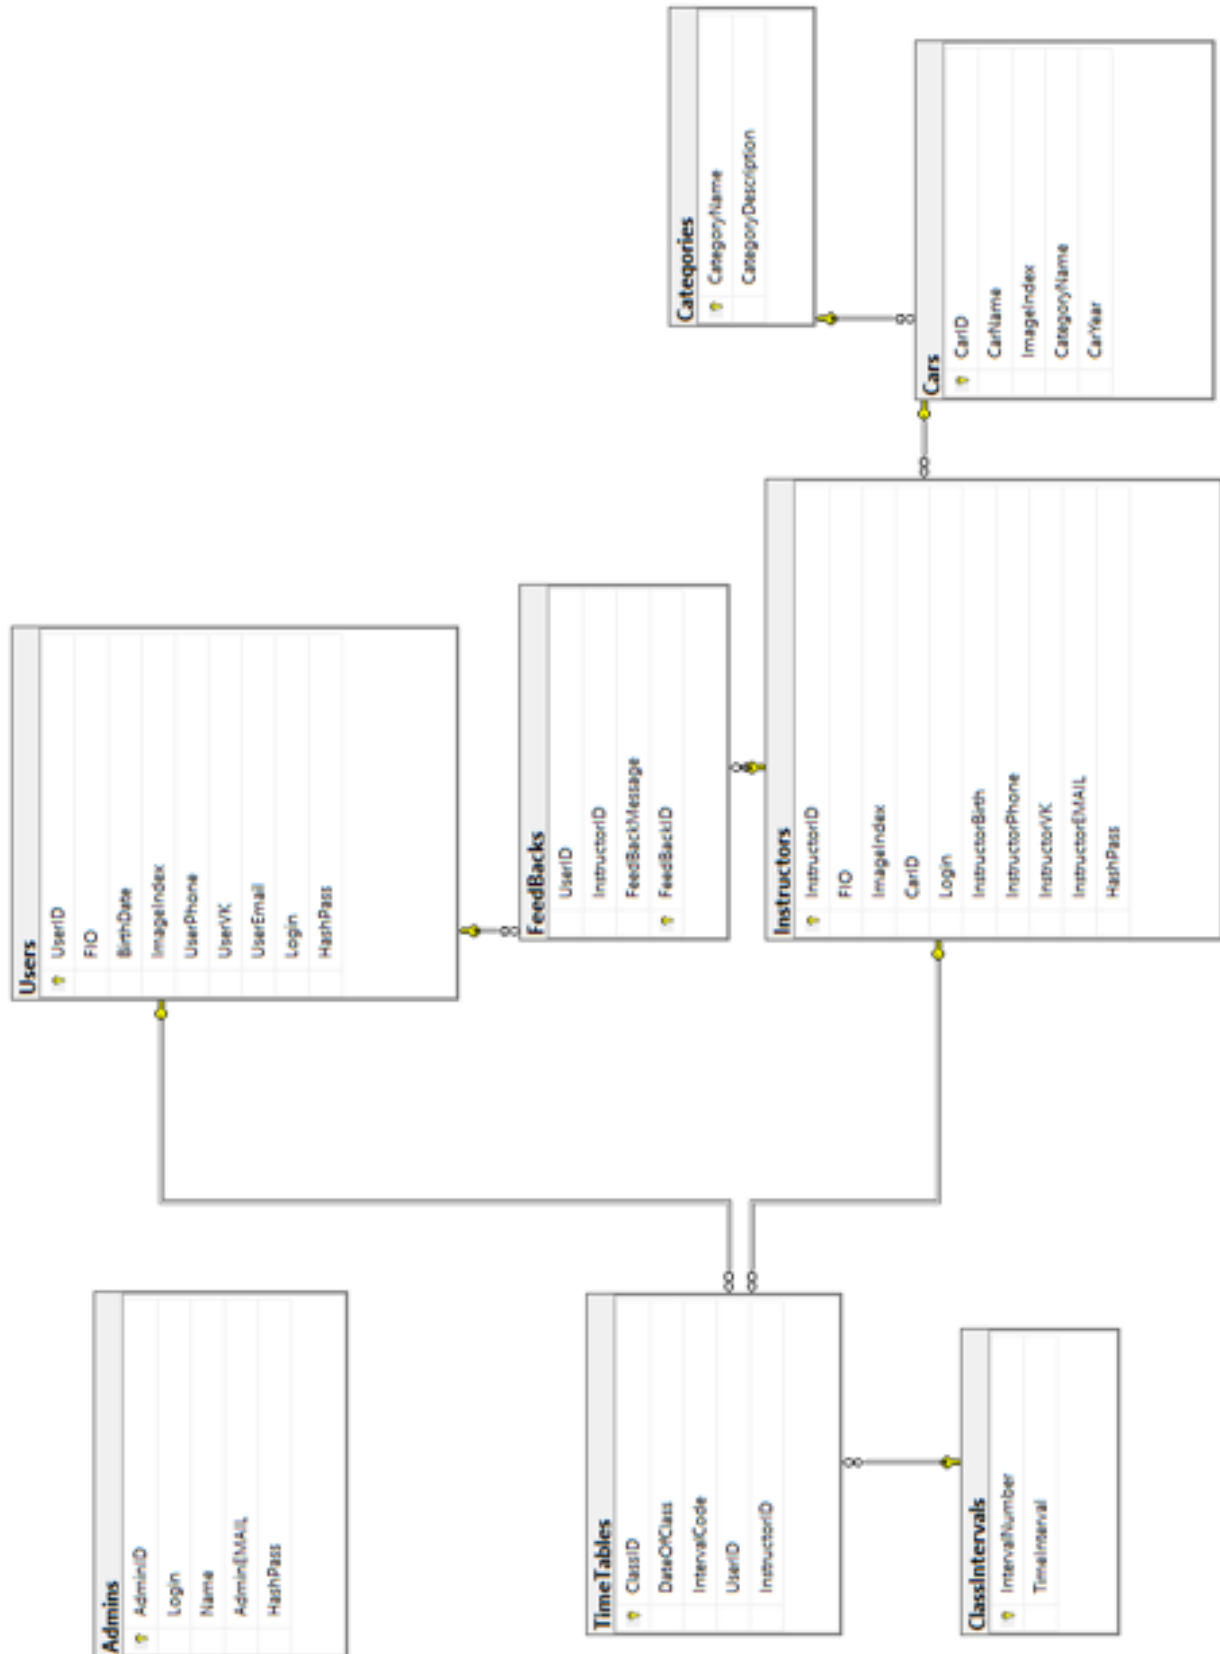 Admins
AdminID
Login
Name
AdminEMAIL
HashPass
Users
UserID
FIO
BirthDate
ImageIndex
UserPhone
UserVK
UserEmail
Login
HashPass
TimeTables
ClassID
DateOfClass
IntervalCode
UserID
InstructorID
FeedBacks
UserID
InstructorID
FeedBackMessage
FeedBackID
Categories
CategoryName
CategoryDescription
ClassIntervals
IntervalNumber
TimeInterval
Instructors
InstructorID
FIO
ImageIndex
CarID
Login
InstructorBirth
InstructorPhone
InstructorVK
InstructorEMAIL
HashPass
Cars
CarID
CarName
ImageIndex
CategoryName
CarYear